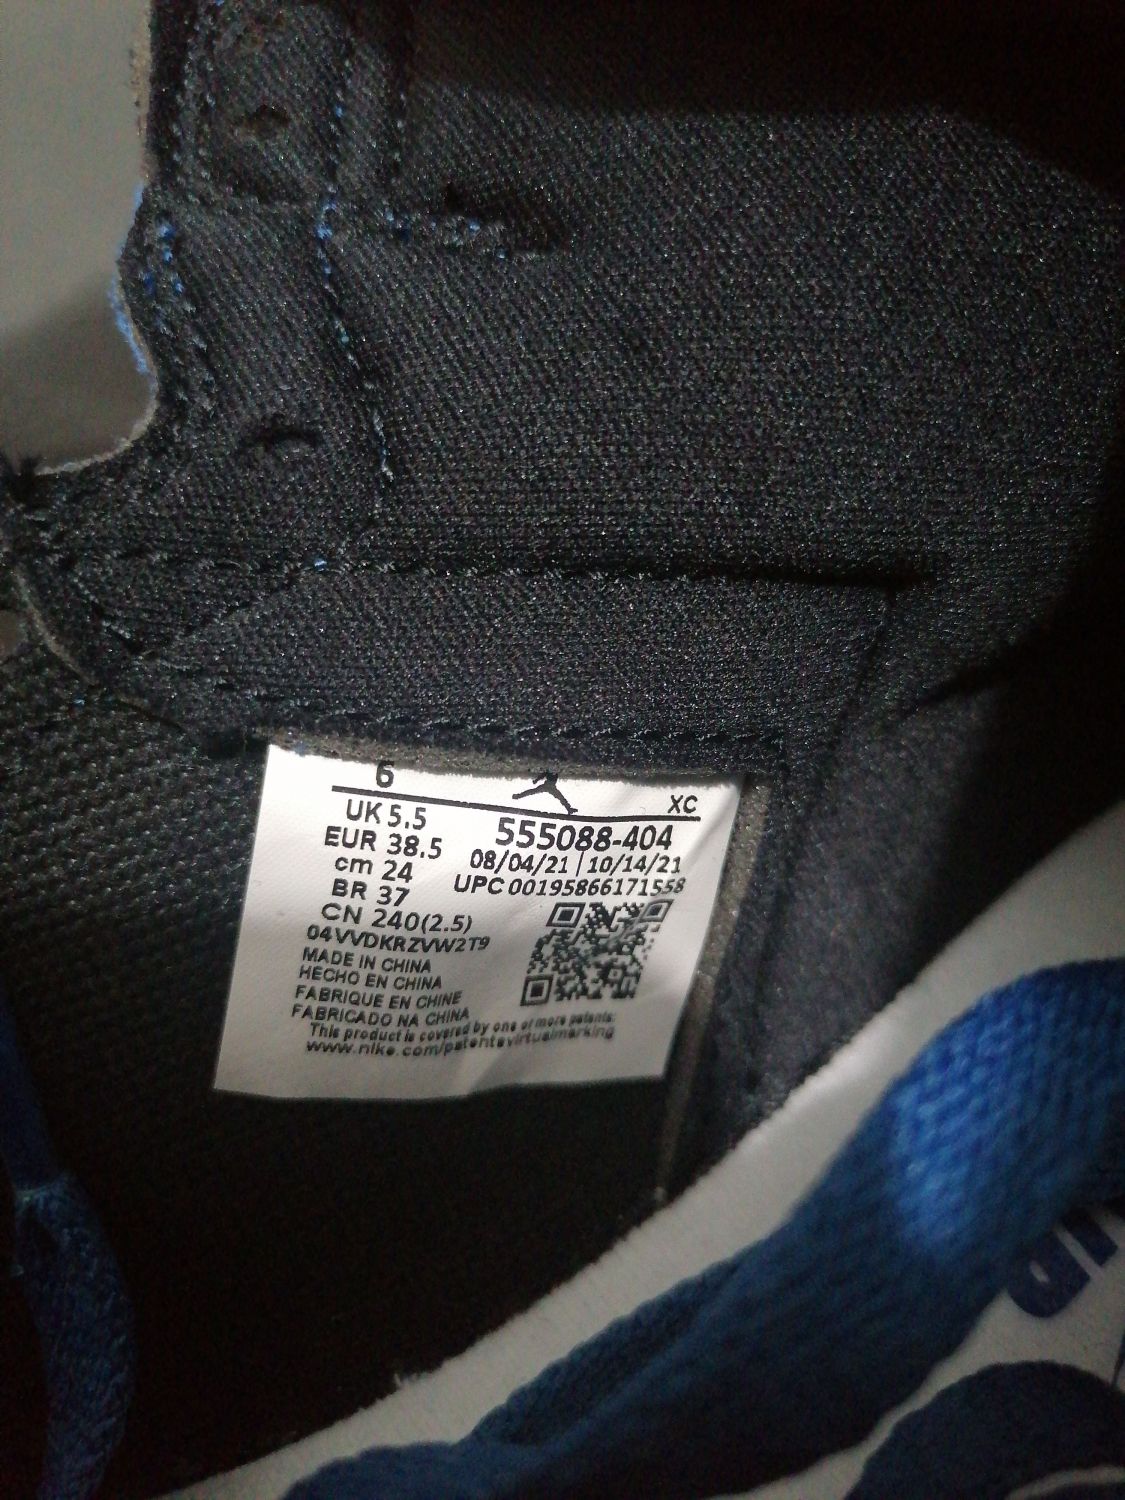 6
XC
UK 5.5
EUR 38.5
cm 24
BR 37
CN 240(2.5)
555088-404
08/04/21 | 10/14/21
UPC 00195866171558
04VVDKRZVW2T9
MADE IN CHINA
HECHO EN CHINA
FABRIQUE EN CHINE
FABRICADO NA CHINA
This product is covered by one or more patents:
www.nike.com/patentsvirtualmarking